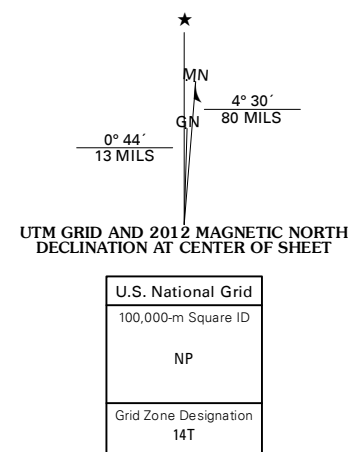 ★
MN
GN
4° 30´
80 MILS
0° 44´
13 MILS
UTM GRID AND 2012 MAGNETIC NORTH
DECLINATION AT CENTER OF SHEET
U.S. National Grid
100,000-m Square ID
NP
Grid Zone Designation
14T